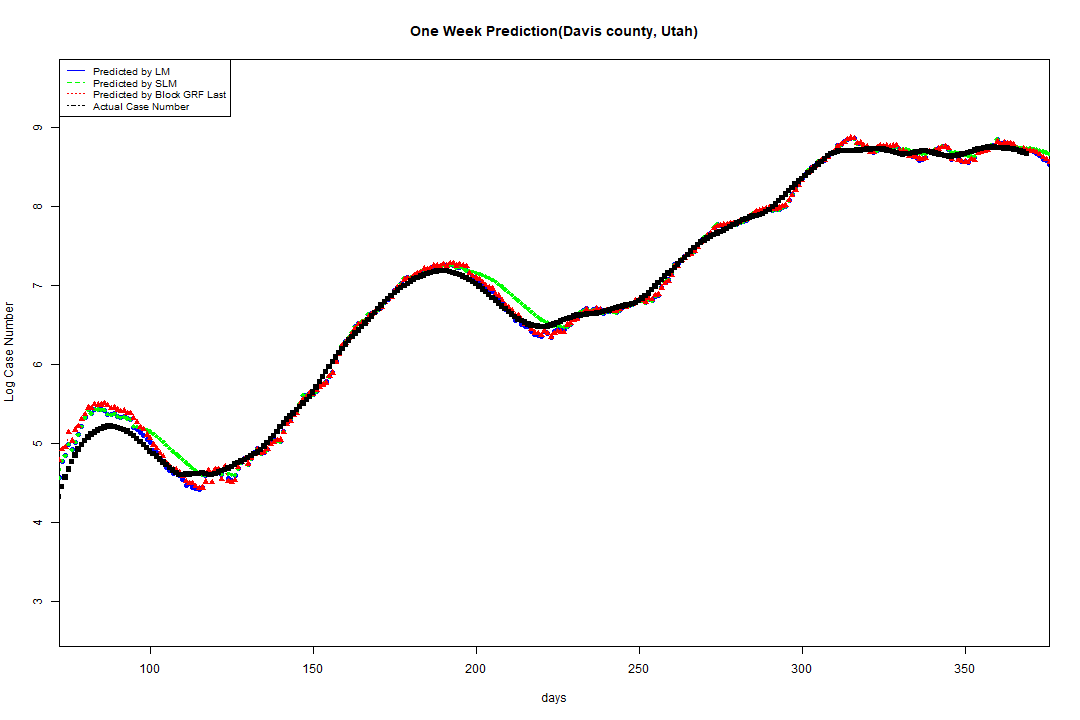 One Week Prediction(Davis county, Utah)
Predicted by LM
Predicted by SLM
Predicted by Block GRF Last
Actual Case Number
9
8
7
6
5
4
3
Log Case Number
100 150 200 250 300 350
days